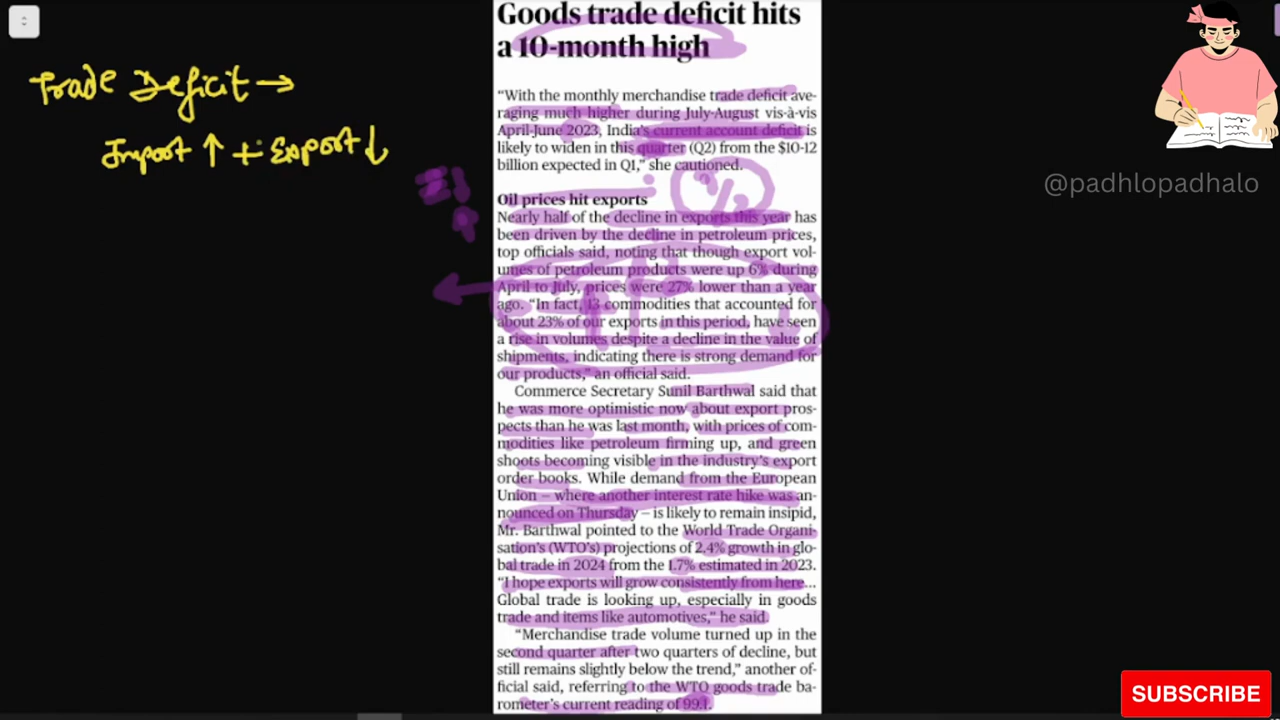 Goods trade deficit hits
a 10-month high
Trade Deficit →
Import ↑ + Export ↓
“With the monthly merchandise trade deficit ave-
raging much higher during July-August vis-à-vis
April-June 2023, India’s current account deficit is
likely to widen in this quarter (Q2) from the $10-12
billion expected in Q1,” she cautioned.
Oil prices hit exports
Nearly half of the decline in exports this year has
been driven by the decline in petroleum prices,
top officials said, noting that though export vol-
umes of petroleum products were up 6% during
April to July, prices were 27% lower than a year
ago. “In fact, 13 commodities that accounted for
about 23% of our exports in this period, have seen
a rise in volumes despite a decline in the value of
shipments, indicating there is strong demand for
our products,” an official said.
Commerce Secretary Sunil Barthwal said that
he was more optimistic now about export pros-
pects than he was last month, with prices of com-
modities like petroleum firming up, and green
shoots becoming visible in the industry’s export
order books. While demand from the European
Union – where another interest rate hike was an-
nounced on Thursday – is likely to remain insipid,
Mr. Barthwal pointed to the World Trade Organi-
sation’s (WTO’s) projections of 2.4% growth in glo-
bal trade in 2024 from the 1.7% estimated in 2023.
“I hope exports will grow consistently from here...
Global trade is looking up, especially in goods
trade and items like automotives,” he said.
“Merchandise trade volume turned up in the
second quarter after two quarters of decline, but
still remains slightly below the trend,” another of-
ficial said, referring to the WTO goods trade ba-
rometer’s current reading of 99.1.
@padhlopadhalo
SUBSCRIBE